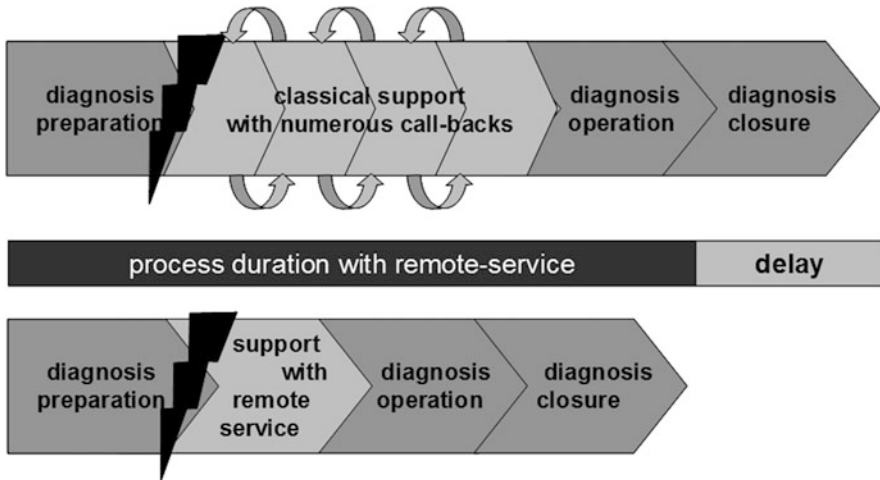 diagnosis
preparation
classical support
with numerous call-backs
diagnosis
operation
diagnosis
closure
process duration with remote-service
delay
diagnosis
preparation
support
with
remote
service
diagnosis
operation
diagnosis
closure